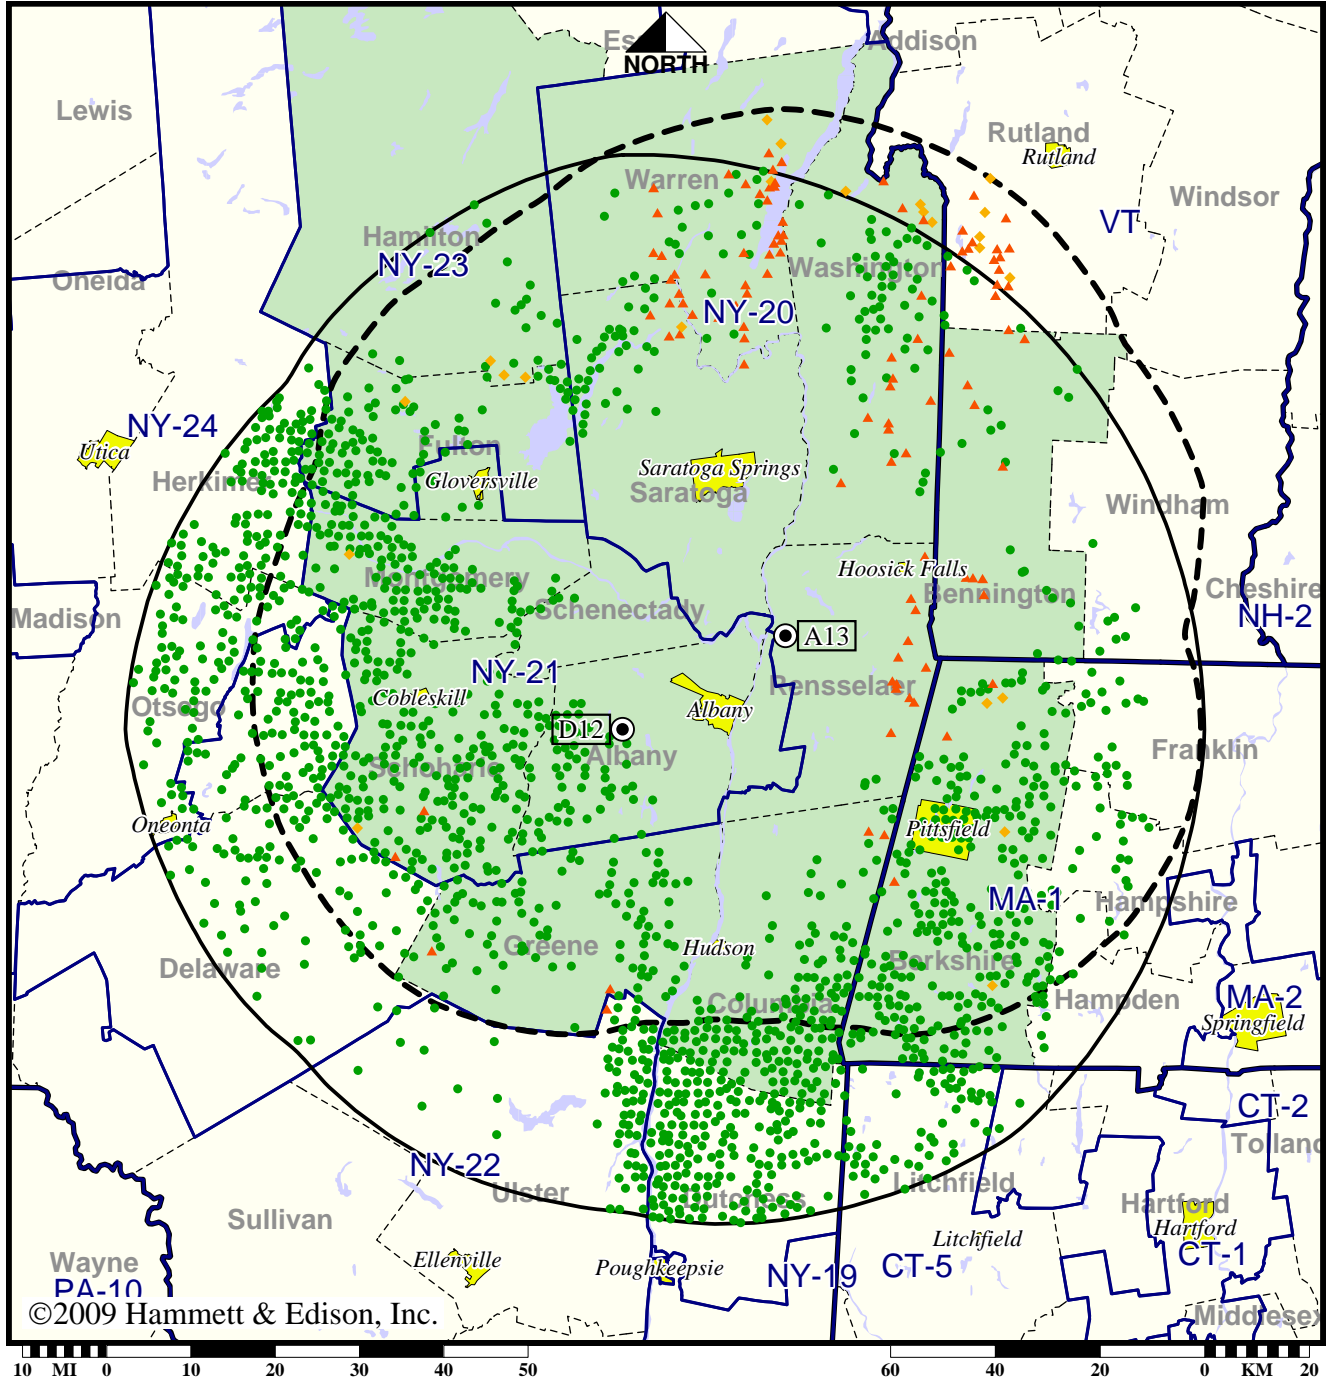 Essex
Addison
NORTH
Lewis
Rutland
Rutland
Warren
Windsor
VT
Hamilton
NY-23
Washington
Oneida
NY-20
NY-24
Utica
Fulton
Saratoga Springs
Herkimer
Gloversville
Saratoga
Windham
Hoosick Falls
Montgomery
Cheshire
Bennington
Schenectady
Madison
NH-2
A13
NY-21
Rensselaer
Cobleskill
Otsego
Albany
D12
Albany
Franklin
Schoharie
Oneonta
Pittsfield
MA-1
Hampshire
Greene
Hudson
Berkshire
Delaware
MA-2
Columbia
Hampden
Springfield
CT-2
Tolland
NY-22
Ulster
Dutchess
Litchfield
Hartford
Sullivan
Hartford
Litchfield
CT-1
Wayne
Ellenville
Poughkeepsie
NY-19
CT-5
PA-10
©2009 Hammett & Edison, Inc.
Middlesex
10 MI 0 10 20 30 40 50 60 40 20 0 KM 20